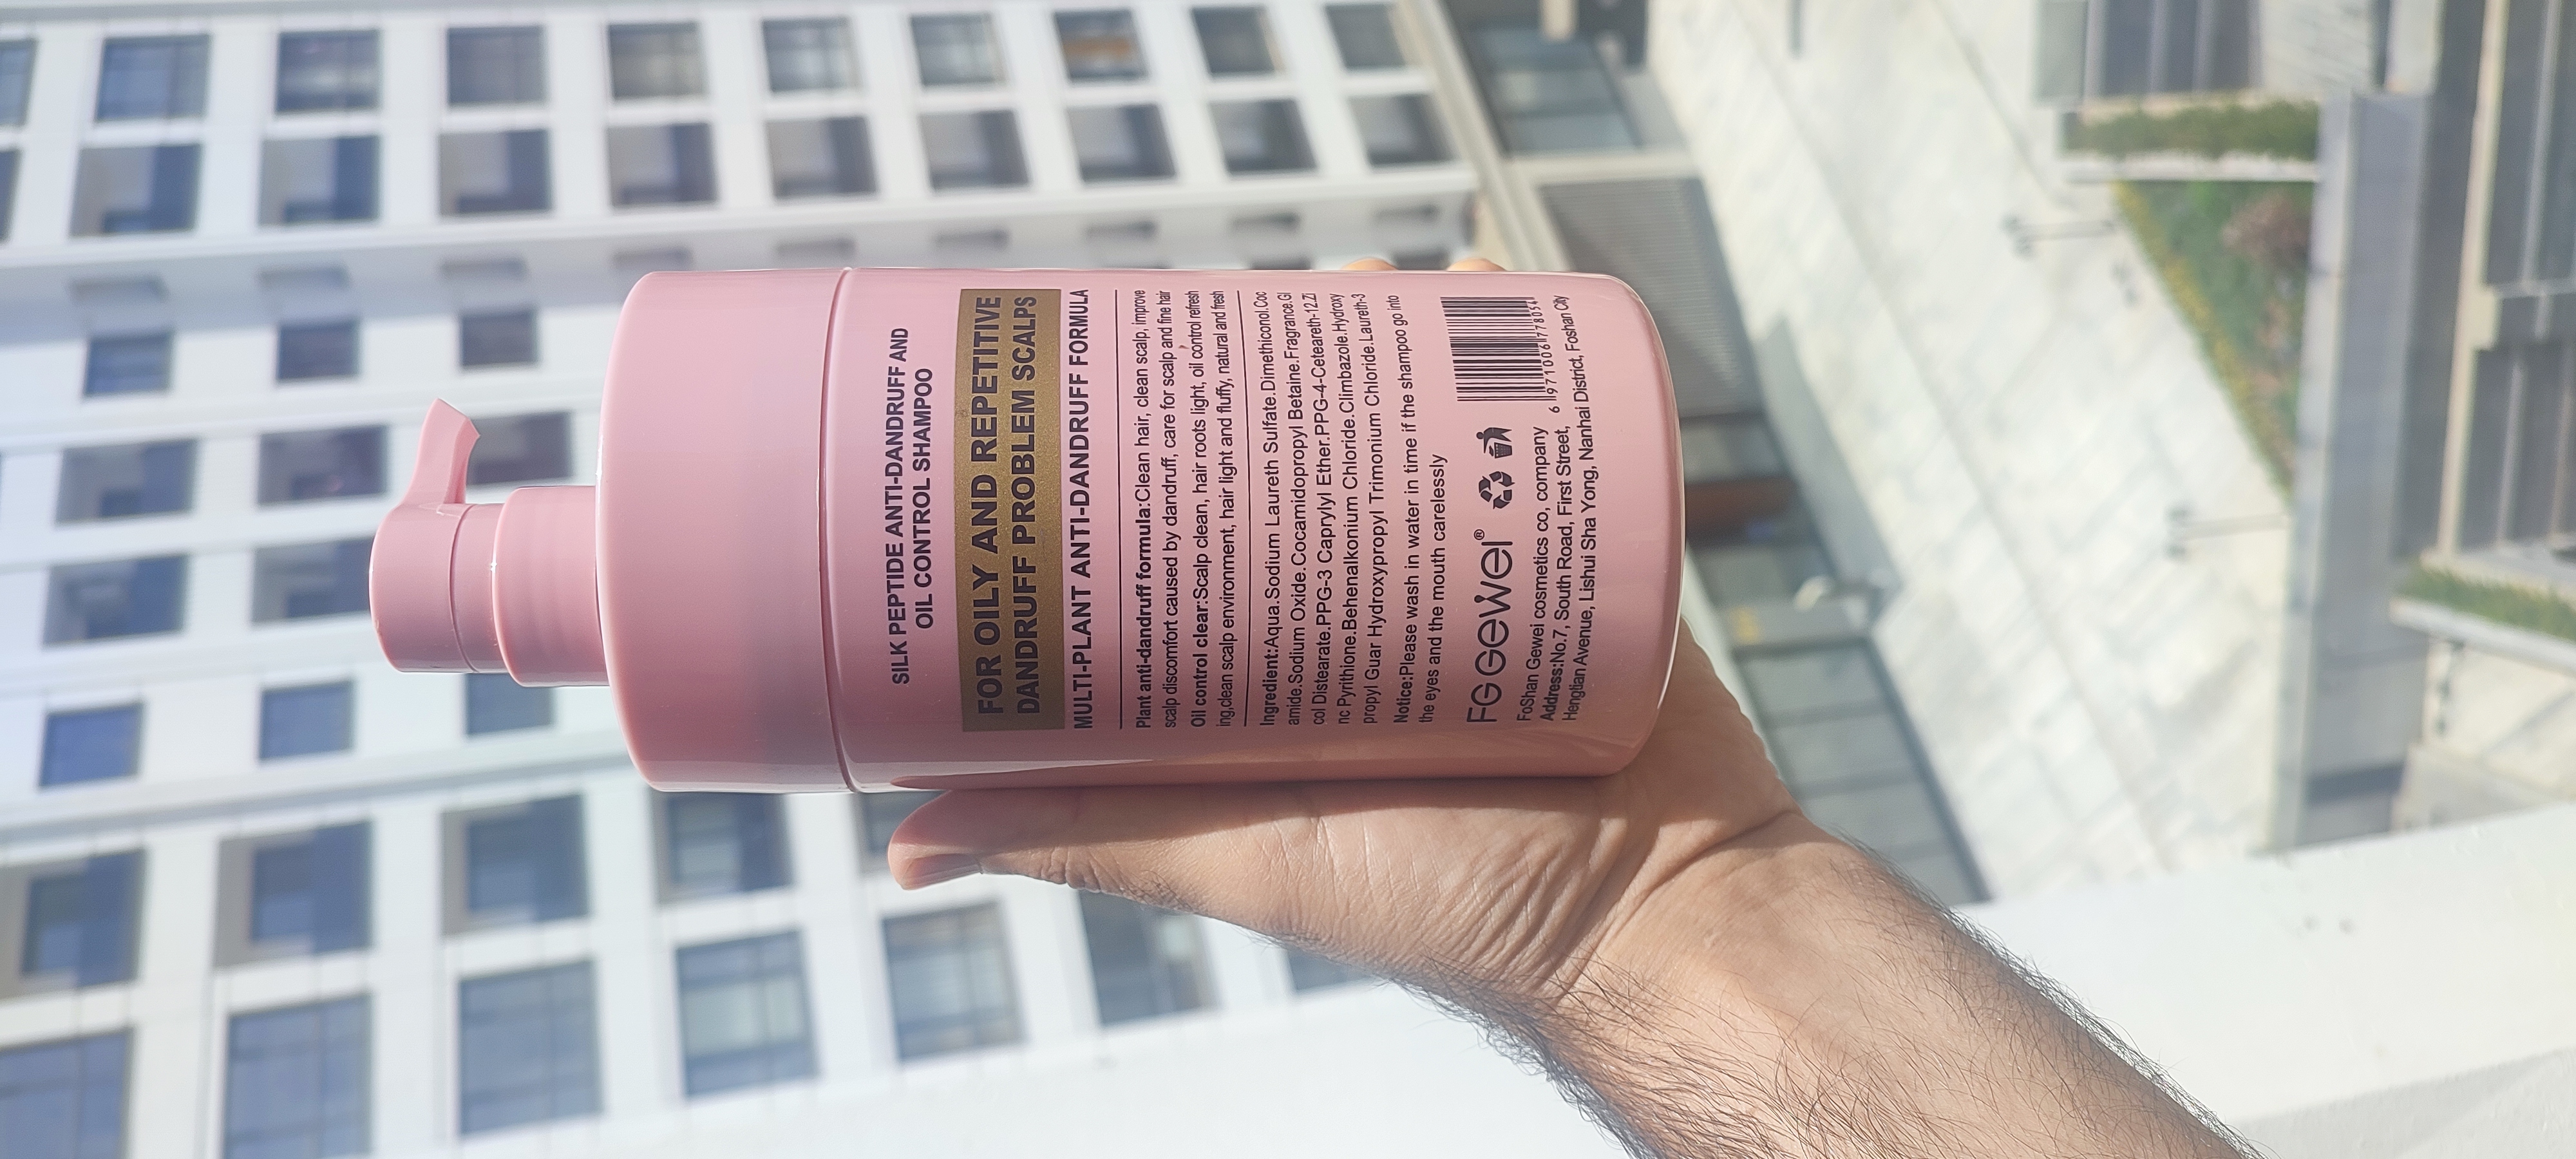 SILK PEPTIDE ANTI-DANDRUFF AND
OIL CONTROL SHAMPOO
FOR OILY AND REPETITIVE
DANDRUFF PROBLEM SCALPS
MULTI-PLANT ANTI-DANDRUFF FORMULA
Plant anti-dandruff formula:Clean hair, clean scalp, improve
scalp discomfort caused by dandruff, care for scalp and fine hair
Oil control clear:Scalp clean, hair roots light, oil control refresh
ing,clean scalp environment, hair light and fluffy, natural and fresh
Ingredient:Aqua.Sodium Laureth Sulfate.Dimethiconol.Coc
amide.Sodium Oxide.Cocamidopropyl Betaine.Fragrance.Gl
col Distearate.PPG-3 Caprylyl Ether.PPG-4-Ceteareth-12.Zi
nc Pyrithione.Behenalkonium Chloride.Climbazole.Hydroxy
propyl Guar Hydroxypropyl Trimonium Chloride.Laureth-3
Notice:Please wash in water in time if the shampoo go into
the eyes and the mouth carelessly
FGGEWEI®
6 971006 177805
FoShan Gewei cosmetics co, company
Address:No.7, South Road, First Street,
Hengtian Avenue, Lishui Sha Yong, Nanhai District, Foshan City